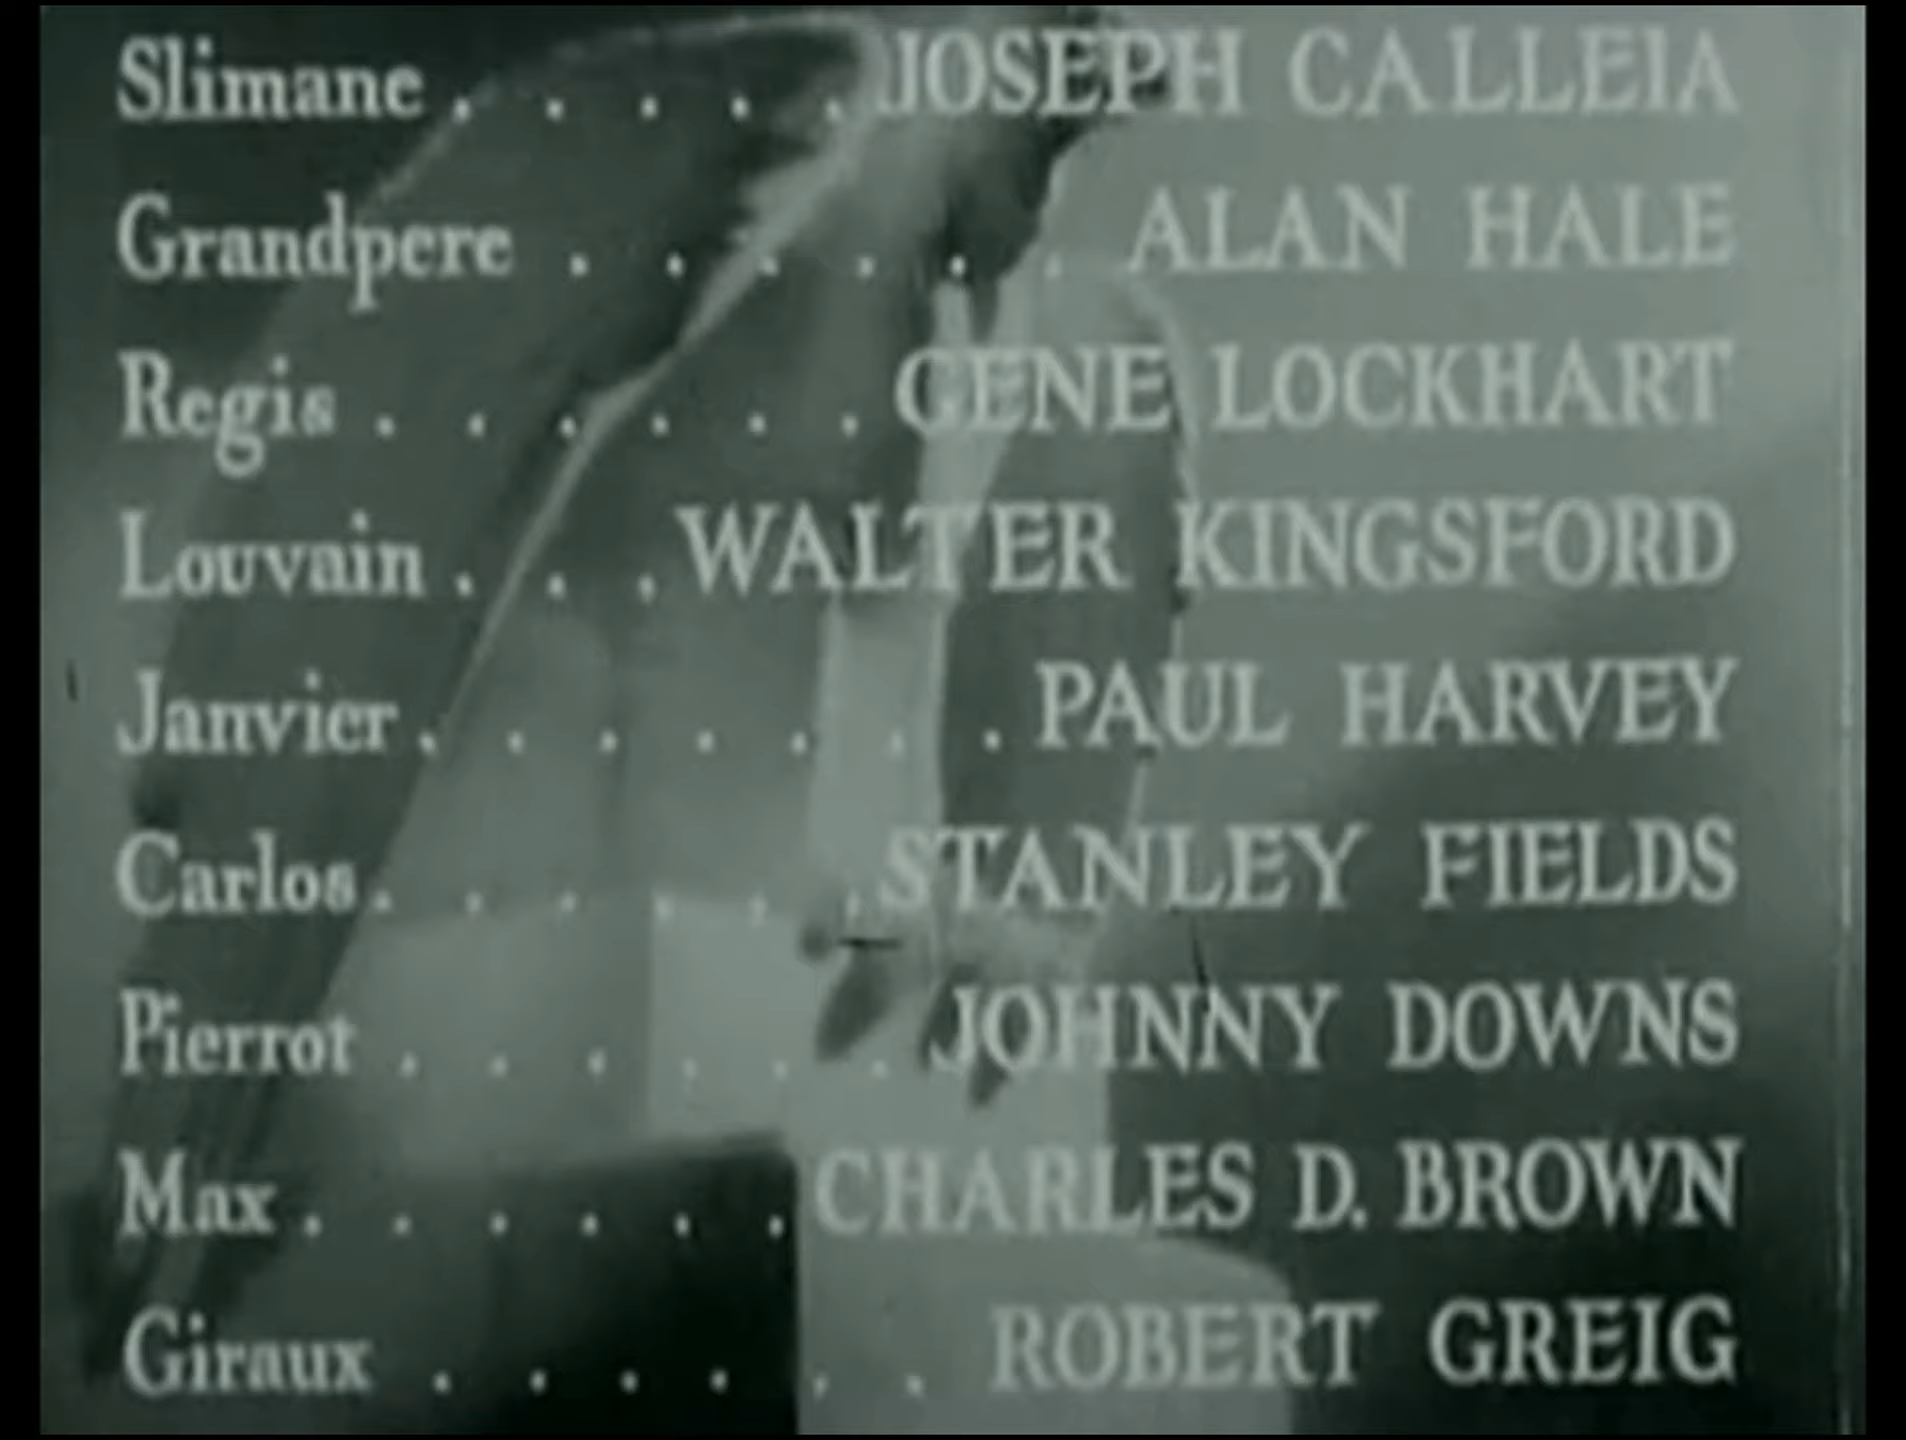 Slimane . . . . . JOSEPH CALLEIA
Grandpere . . . . . . ALAN HALE
Regis . . . . . . GENE LOCKHART
Louvain . . . WALTER KINGSFORD
Janvier . . . . . . . PAUL HARVEY
Carlos . . . . . . STANLEY FIELDS
Pierrot . . . . . . JOHNNY DOWNS
Max . . . . . . CHARLES D. BROWN
Giraux . . . . . . ROBERT GREIG